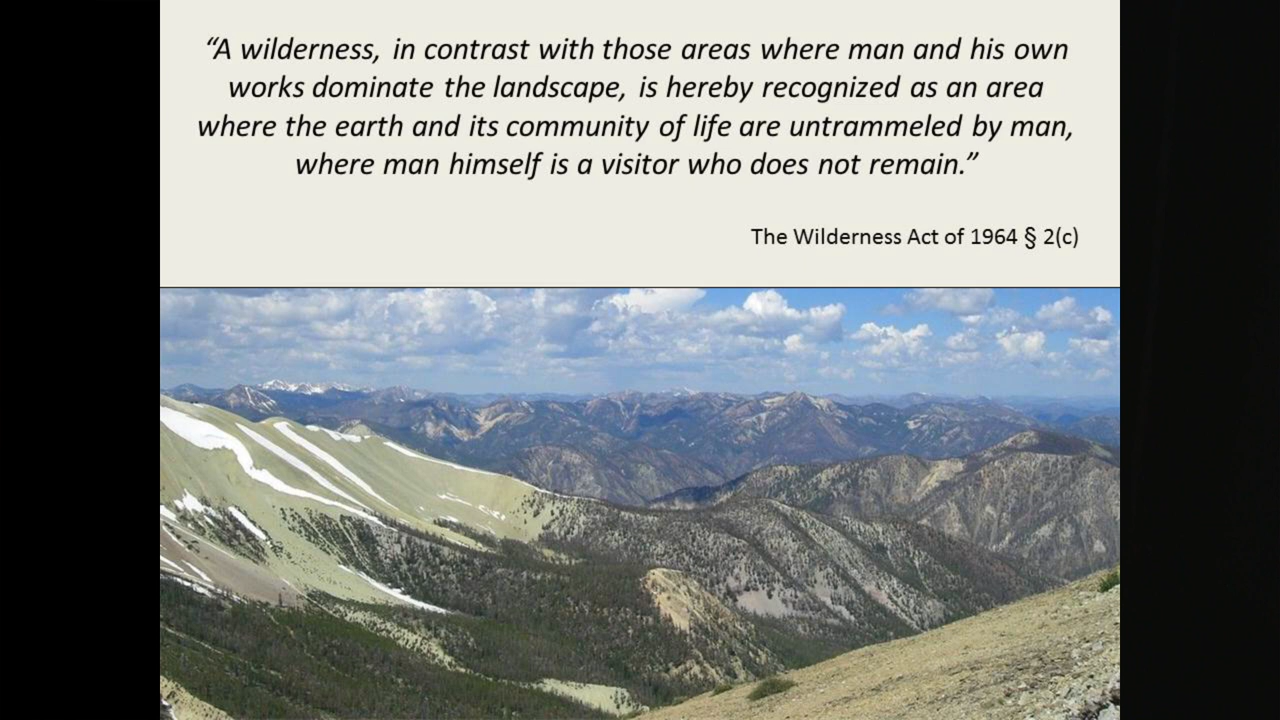 “A wilderness, in contrast with those areas where man and his own
works dominate the landscape, is hereby recognized as an area
where the earth and its community of life are untrammeled by man,
where man himself is a visitor who does not remain.”
The Wilderness Act of 1964 § 2(c)